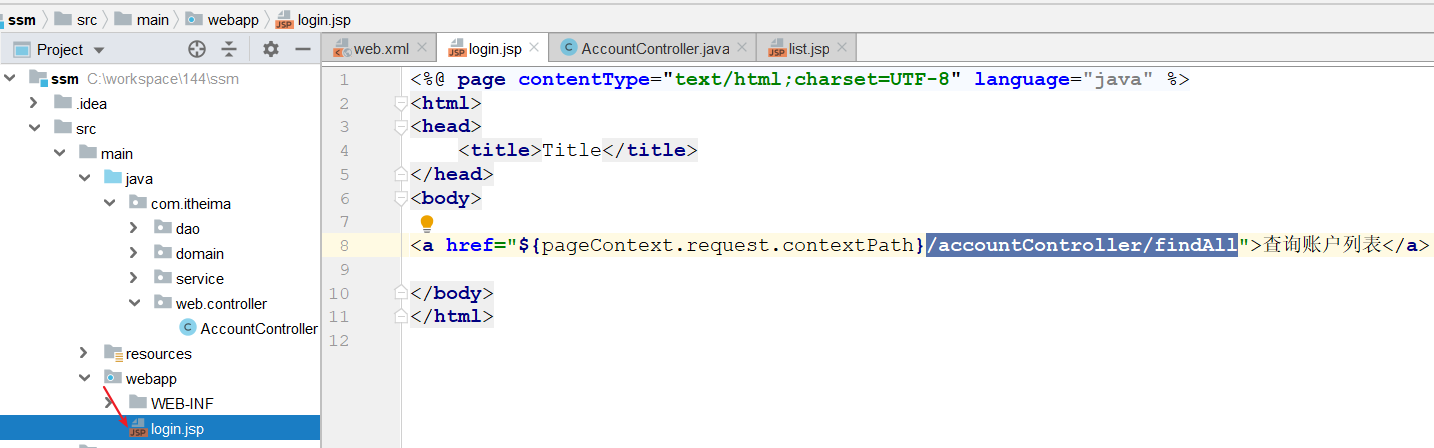 ssm src main webapp login.jsp
Project
web.xml login.jsp AccountController.java list.jsp
ssm C:\workspace\144\ssm
.idea
src
main
java
com.itheima
dao
domain
service
web.controller
AccountController
resources
webapp
WEB-INF
login.jsp
1 <%@ page contentType="text/html;charset=UTF-8" language="java" %>
2 <html>
3 <head>
4 <title>Title</title>
5 </head>
6 <body>
7
8 <a href="${pageContext.request.contextPath}/accountController/findAll">查询账户列表</a>
9
10 </body>
11 </html>
12